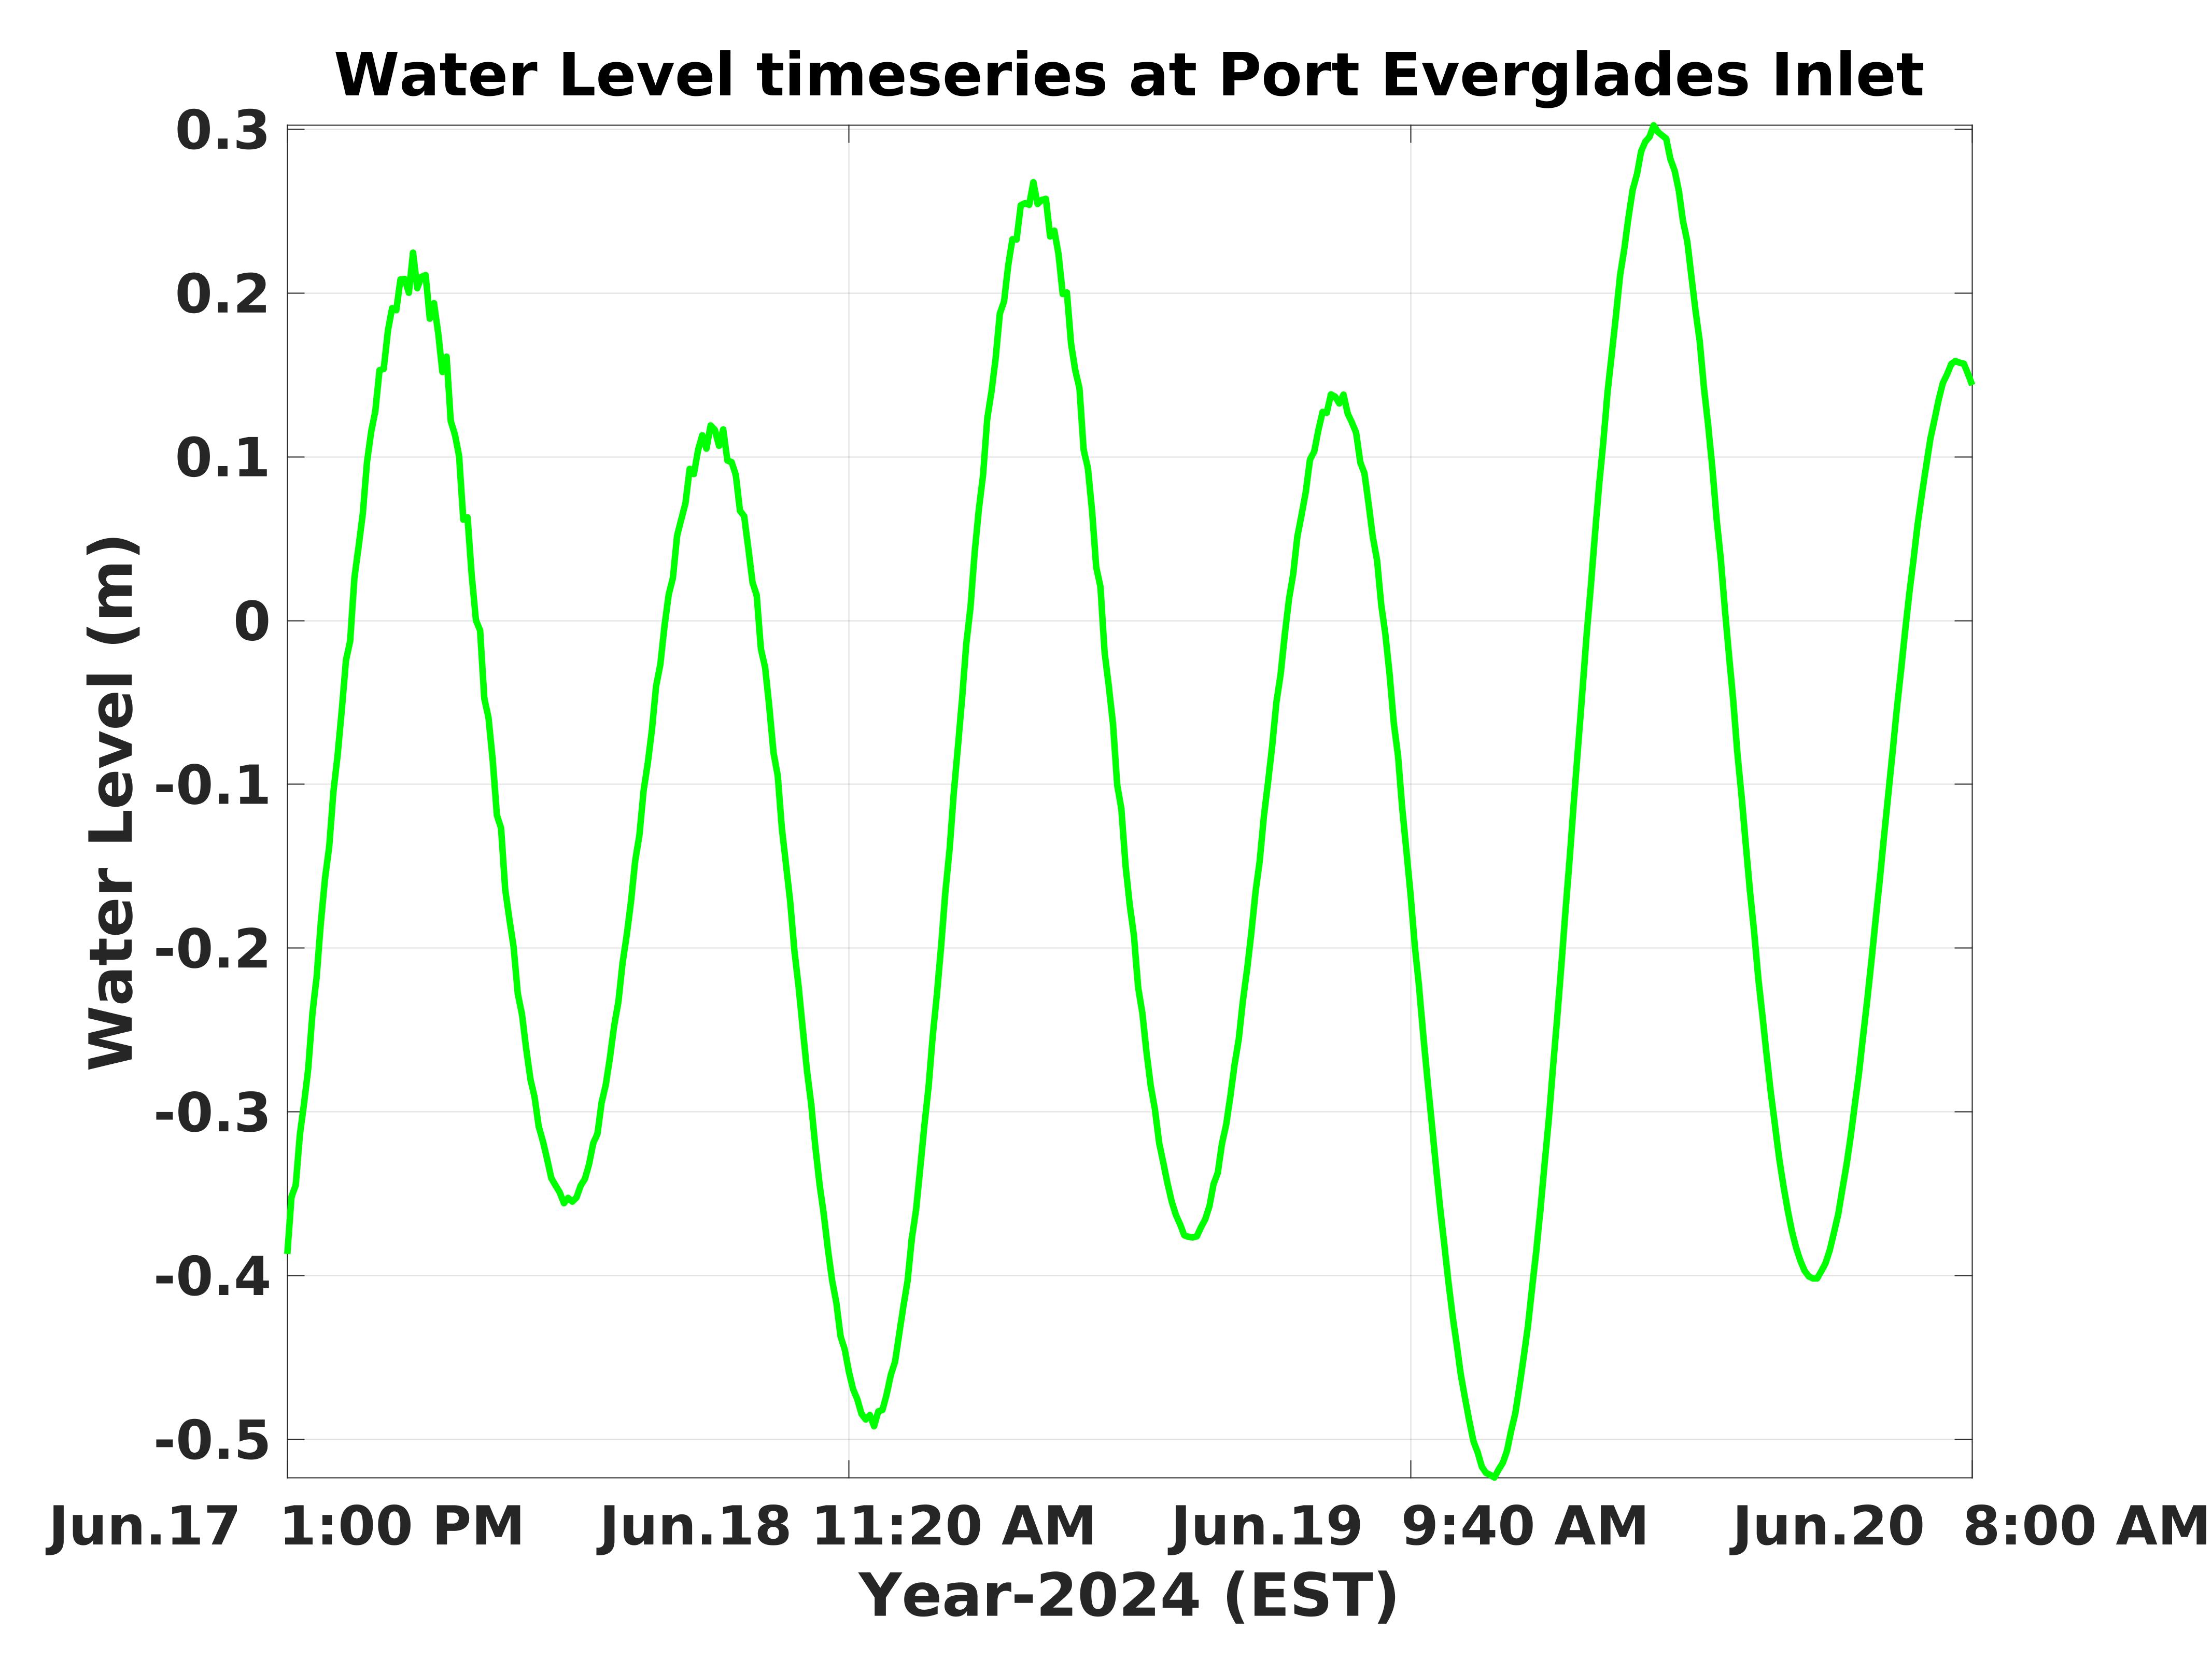 Water Level timeseries at Port Everglades Inlet
0.3
0.2
0.1
0
-0.1
-0.2
-0.3
-0.4
-0.5
Water Level (m)
Jun.17 1:00 PM Jun.18 11:20 AM Jun.19 9:40 AM Jun.20 8:00 AM
Year-2024 (EST)